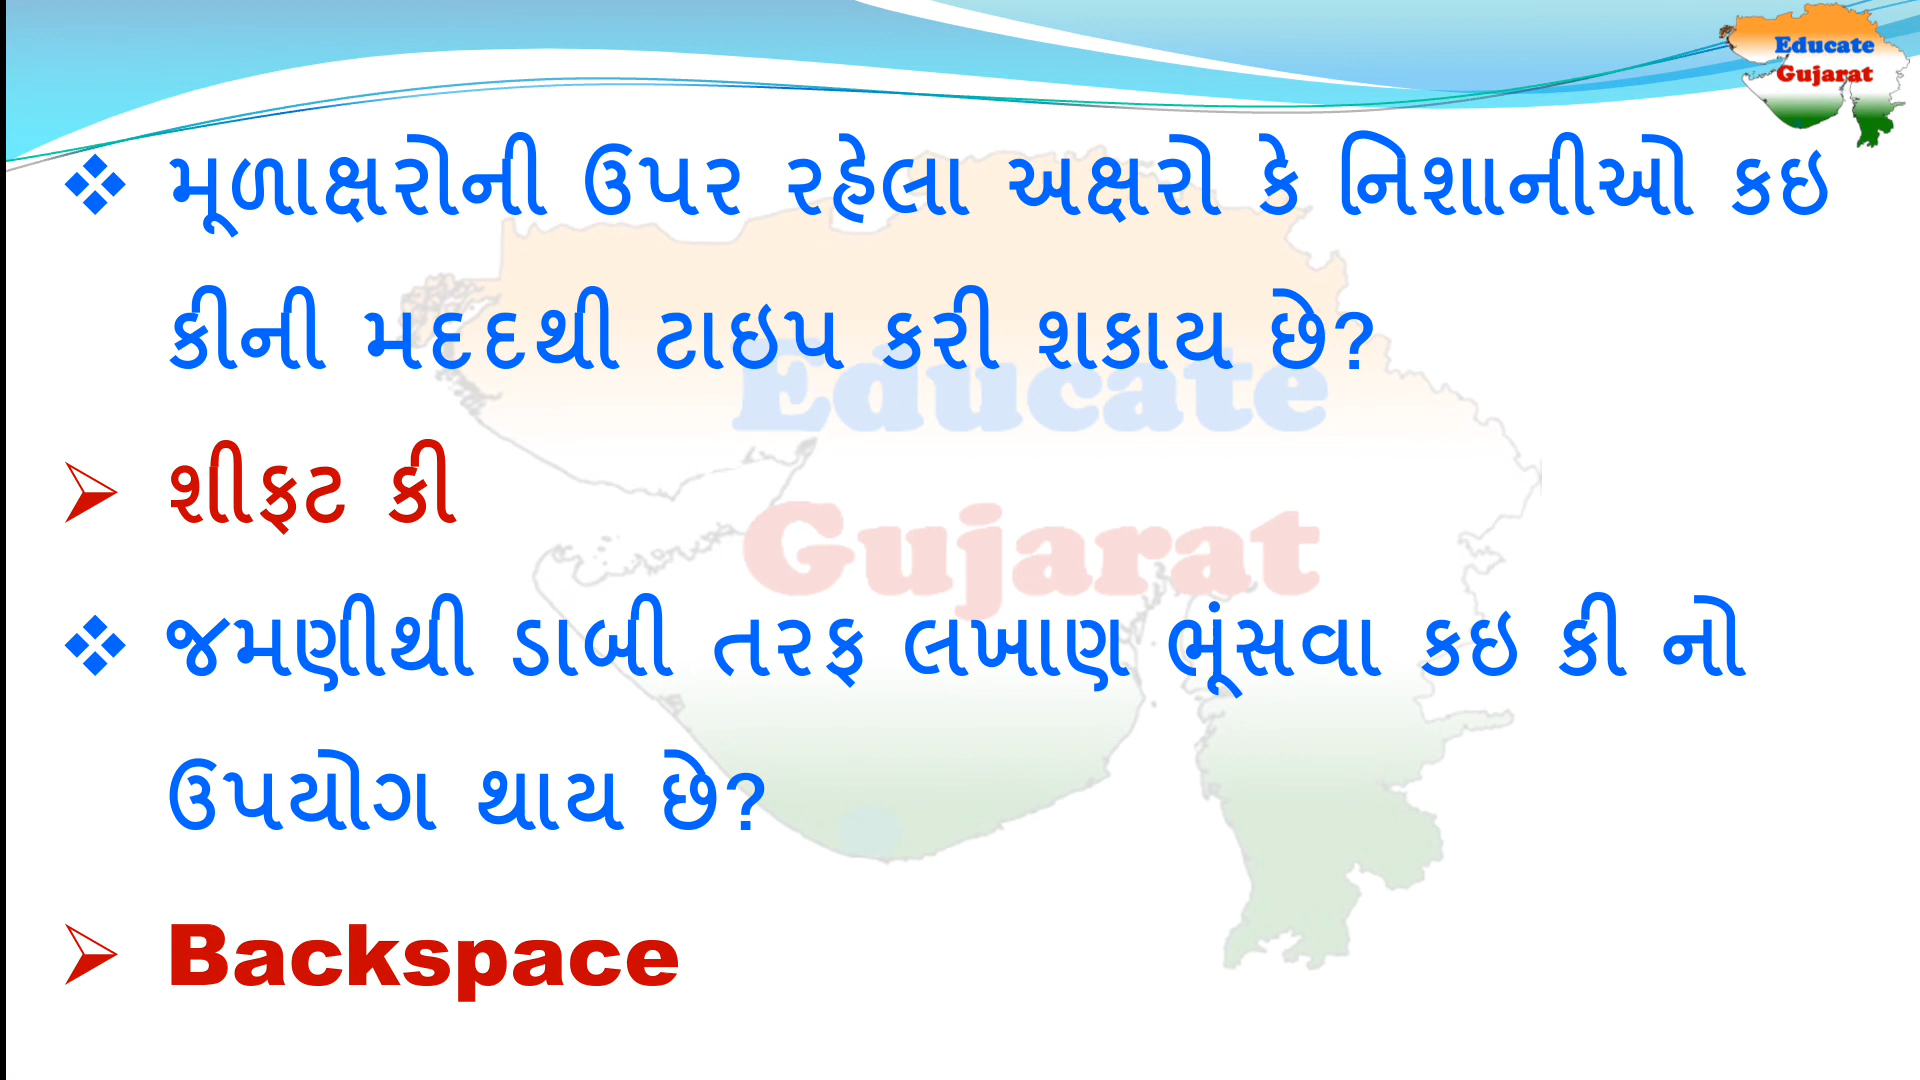 Educate
Gujarat
મૂળાક્ષરોની ઉપર રહેલા અક્ષરો કે નિશાનીઓ કઇ
કીની મદદથી ટાઇપ કરી શકાય છે?
શીફટ કી
જમણીથી ડાબી તરફ લખાણ ભૂંસવા કઇ કી નો
ઉપયોગ થાય છે?
Backspace
Educate
Gujarat